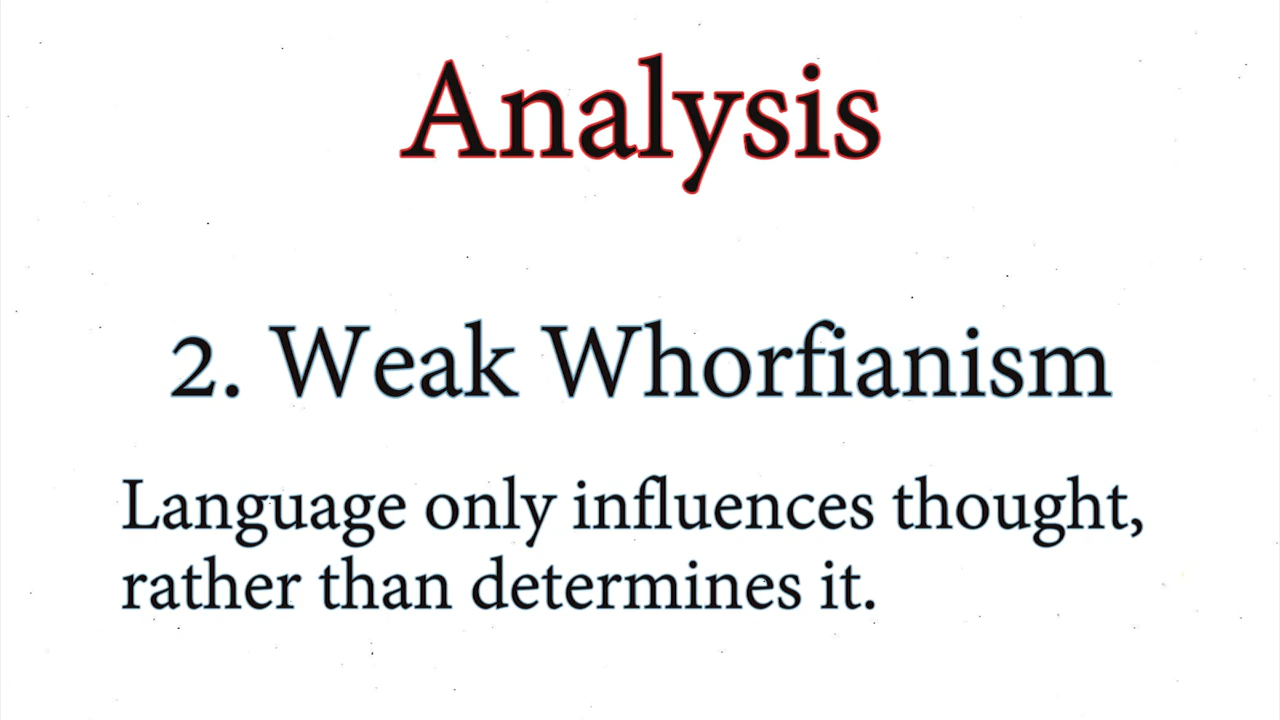 Analysis
2. Weak Whorfianism
Language only influences thought,
rather than determines it.